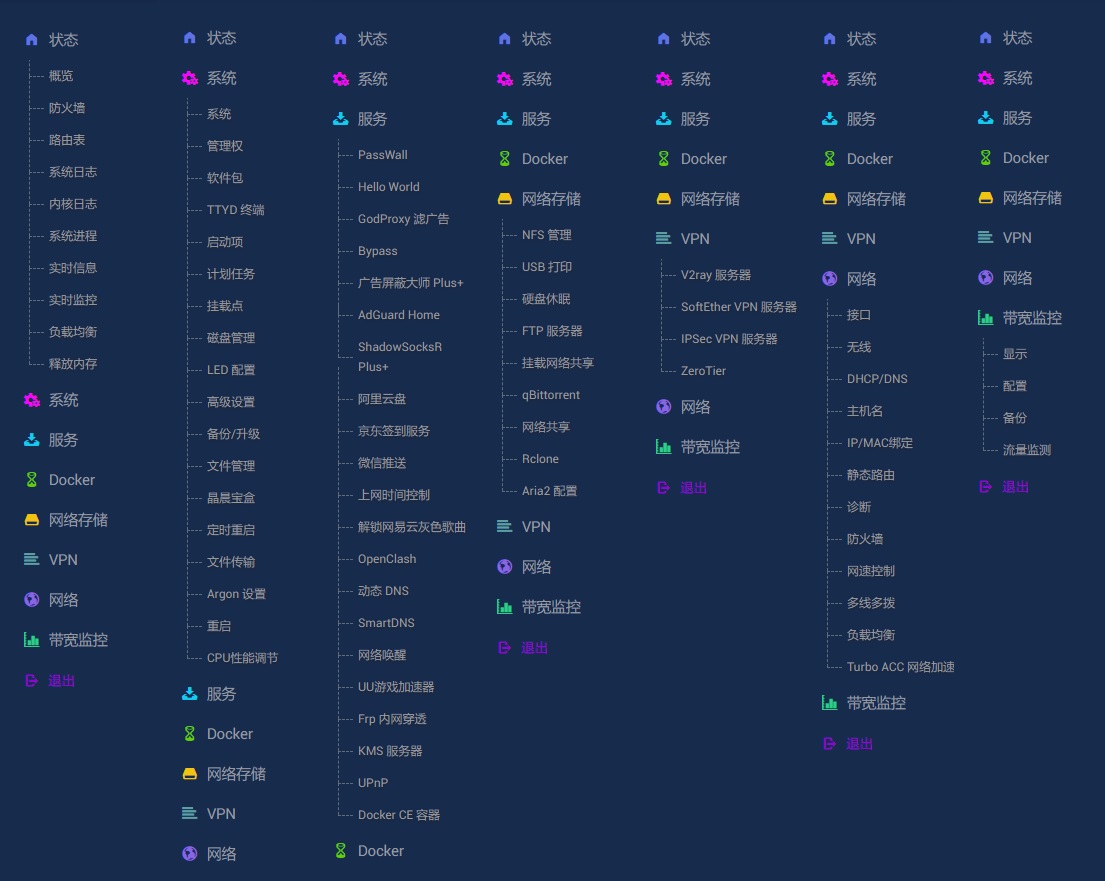 状态
概览
防火墙
路由表
系统日志
内核日志
系统进程
实时信息
实时监控
负载均衡
释放内存
系统
服务
Docker
网络存储
VPN
网络
带宽监控
退出
状态
系统
系统
管理权
软件包
TTYD 终端
启动项
计划任务
挂载点
磁盘管理
LED 配置
高级设置
备份/升级
文件管理
晶晨宝盒
定时重启
文件传输
Argon 设置
重启
CPU性能调节
服务
Docker
网络存储
VPN
网络
状态
系统
服务
PassWall
Hello World
GodProxy 滤广告
Bypass
广告屏蔽大师 Plus+
AdGuard Home
ShadowSocksR
Plus+
阿里云盘
京东签到服务
微信推送
上网时间控制
解锁网易云灰色歌曲
OpenClash
动态 DNS
SmartDNS
网络唤醒
UU游戏加速器
Frp 内网穿透
KMS 服务器
UPnP
Docker CE 容器
Docker
状态
系统
服务
Docker
网络存储
NFS 管理
USB 打印
硬盘休眠
FTP 服务器
挂载网络共享
qBittorrent
网络共享
Rclone
Aria2 配置
VPN
网络
带宽监控
退出
状态
系统
服务
Docker
网络存储
VPN
V2ray 服务器
SoftEther VPN 服务器
IPSec VPN 服务器
ZeroTier
网络
带宽监控
退出
状态
系统
服务
Docker
网络存储
VPN
网络
接口
无线
DHCP/DNS
主机名
IP/MAC绑定
静态路由
诊断
防火墙
网速控制
多线多拨
负载均衡
Turbo ACC 网络加速
带宽监控
退出
状态
系统
服务
Docker
网络存储
VPN
网络
带宽监控
显示
配置
备份
流量监测
退出